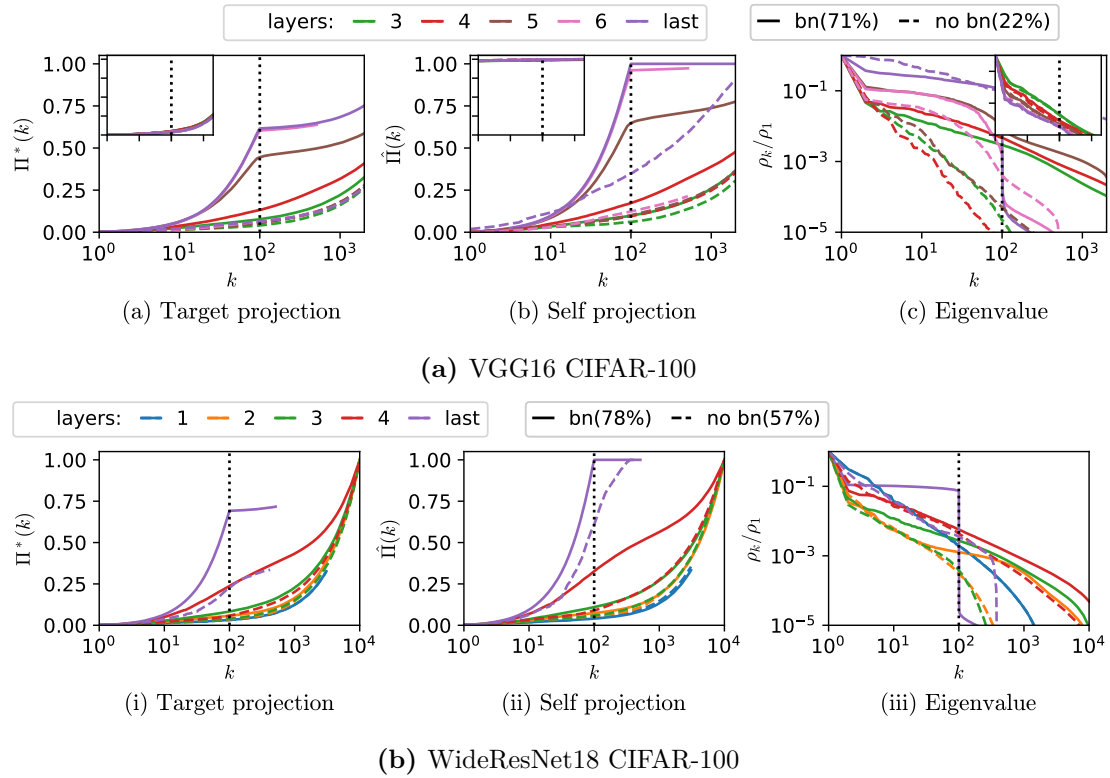 layers: 3 4 5 6 last bn(71%) no bn(22%)
1.00 0.75 0.50 0.25 0.00
Π*(k)
10^0 10^1 10^2 10^3
k
(a) Target projection
1.00 0.75 0.50 0.25 0.00
Π̂(k)
10^0 10^1 10^2 10^3
k
(b) Self projection
10^-1 10^-3 10^-5
ρ_k/ρ_1
10^0 10^1 10^2 10^3
k
(c) Eigenvalue
(a) VGG16 CIFAR-100
layers: 1 2 3 4 last bn(78%) no bn(57%)
1.00 0.75 0.50 0.25 0.00
Π*(k)
10^0 10^1 10^2 10^3 10^4
k
(i) Target projection
1.00 0.75 0.50 0.25 0.00
Π̂(k)
10^0 10^1 10^2 10^3 10^4
k
(ii) Self projection
10^-1 10^-3 10^-5
ρ_k/ρ_1
10^0 10^1 10^2 10^3 10^4
k
(iii) Eigenvalue
(b) WideResNet18 CIFAR-100